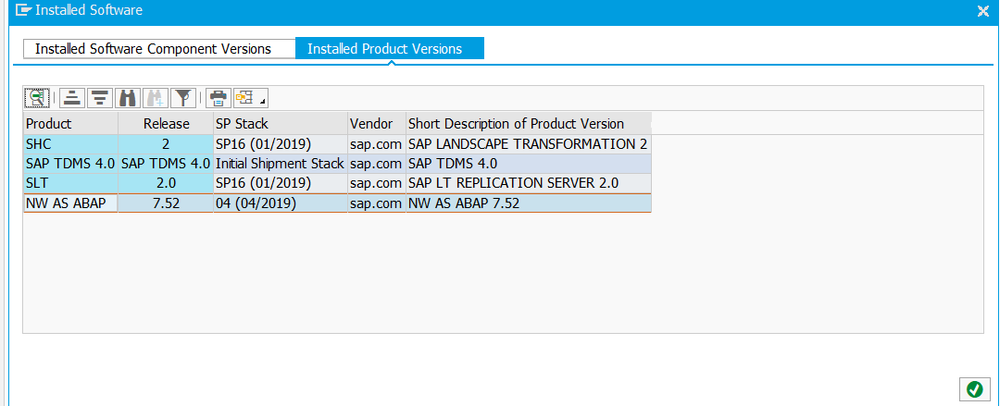 Installed Software
Installed Software Component Versions Installed Product Versions
Product Release SP Stack Vendor Short Description of Product Version
SHC 2 SP16 (01/2019) sap.com SAP LANDSCAPE TRANSFORMATION 2
SAP TDMS 4.0 SAP TDMS 4.0 Initial Shipment Stack sap.com SAP TDMS 4.0
SLT 2.0 SP16 (01/2019) sap.com SAP LT REPLICATION SERVER 2.0
NW AS ABAP 7.52 04 (04/2019) sap.com NW AS ABAP 7.52